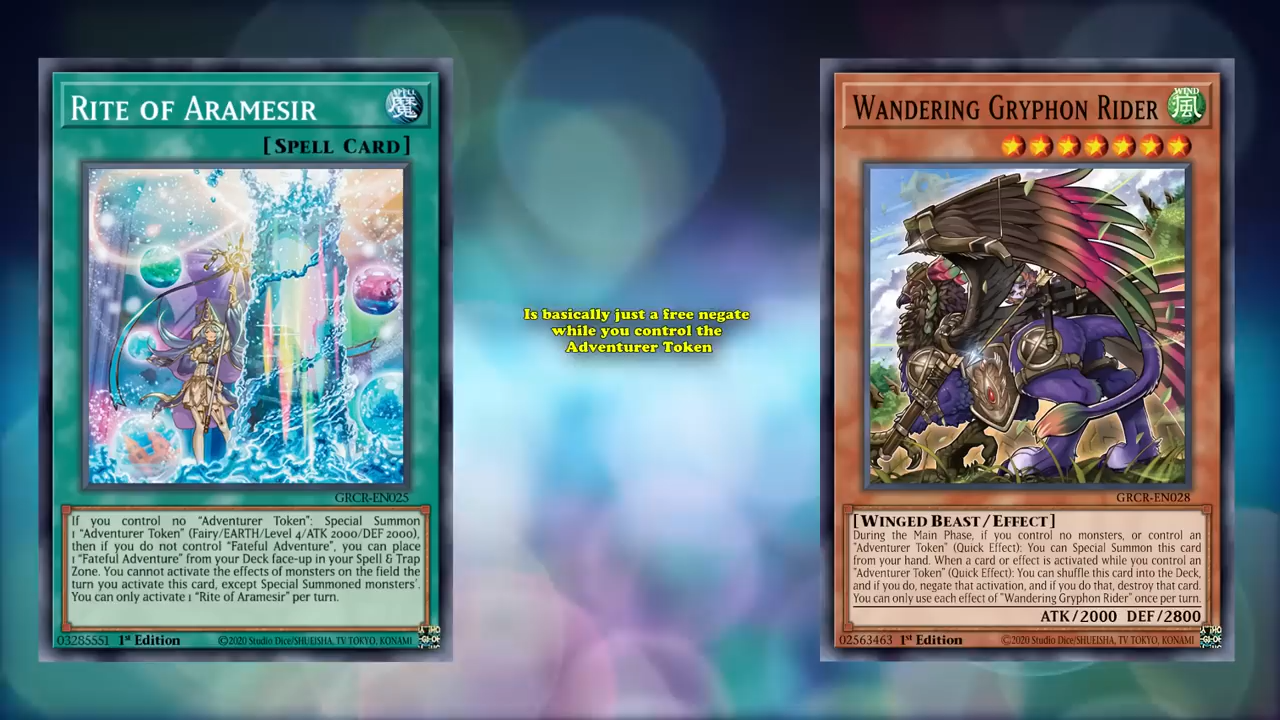 RITE OF ARAMESIR
魔
[SPELL CARD]
GRCR-EN025
If you control no "Adventurer Token": Special Summon
1 "Adventurer Token" (Fairy/EARTH/Level 4/ATK 2000/DEF 2000),
then if you do not control "Fateful Adventure", you can place
1 "Fateful Adventure" from your Deck face-up in your Spell & Trap
Zone. You cannot activate the effects of monsters on the field the
turn you activate this card, except Special Summoned monsters'.
You can only activate 1 "Rite of Aramesir" per turn.
03285551 1st Edition ©2020 Studio Dice/SHUEISHA, TV TOKYO, KONAMI
Is basically just a free negate
while you control the
Adventurer Token
WANDERING GRYPHON RIDER
WIND
風
GRCR-EN028
[WINGED BEAST/EFFECT]
During the Main Phase, if you control no monsters, or control an
"Adventurer Token" (Quick Effect): You can Special Summon this card
from your hand. When a card or effect is activated while you control an
"Adventurer Token" (Quick Effect): You can shuffle this card into the Deck,
and if you do, negate that activation, and if you do that, destroy that card.
You can only use each effect of "Wandering Gryphon Rider" once per turn.
ATK/2000 DEF/2800
02563463 1st Edition ©2020 Studio Dice/SHUEISHA, TV TOKYO, KONAMI